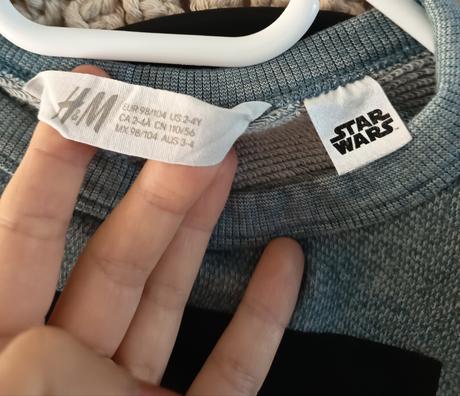 H&M
EUR 98/104 US 2-4Y
CA 2-4A CN 110/56
MX 98/104 AUS 3-4
STAR
WARS